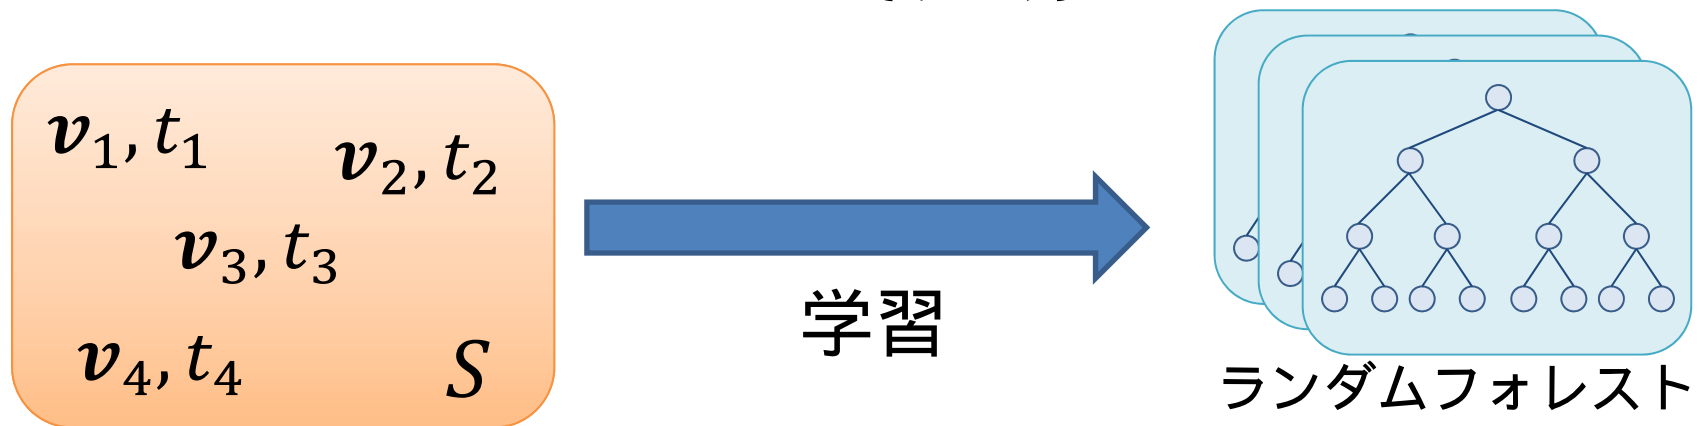 𝒗₁, t₁
𝒗₂, t₂
𝒗₃, t₃
𝒗₄, t₄
S
学習
ランダムフォレスト